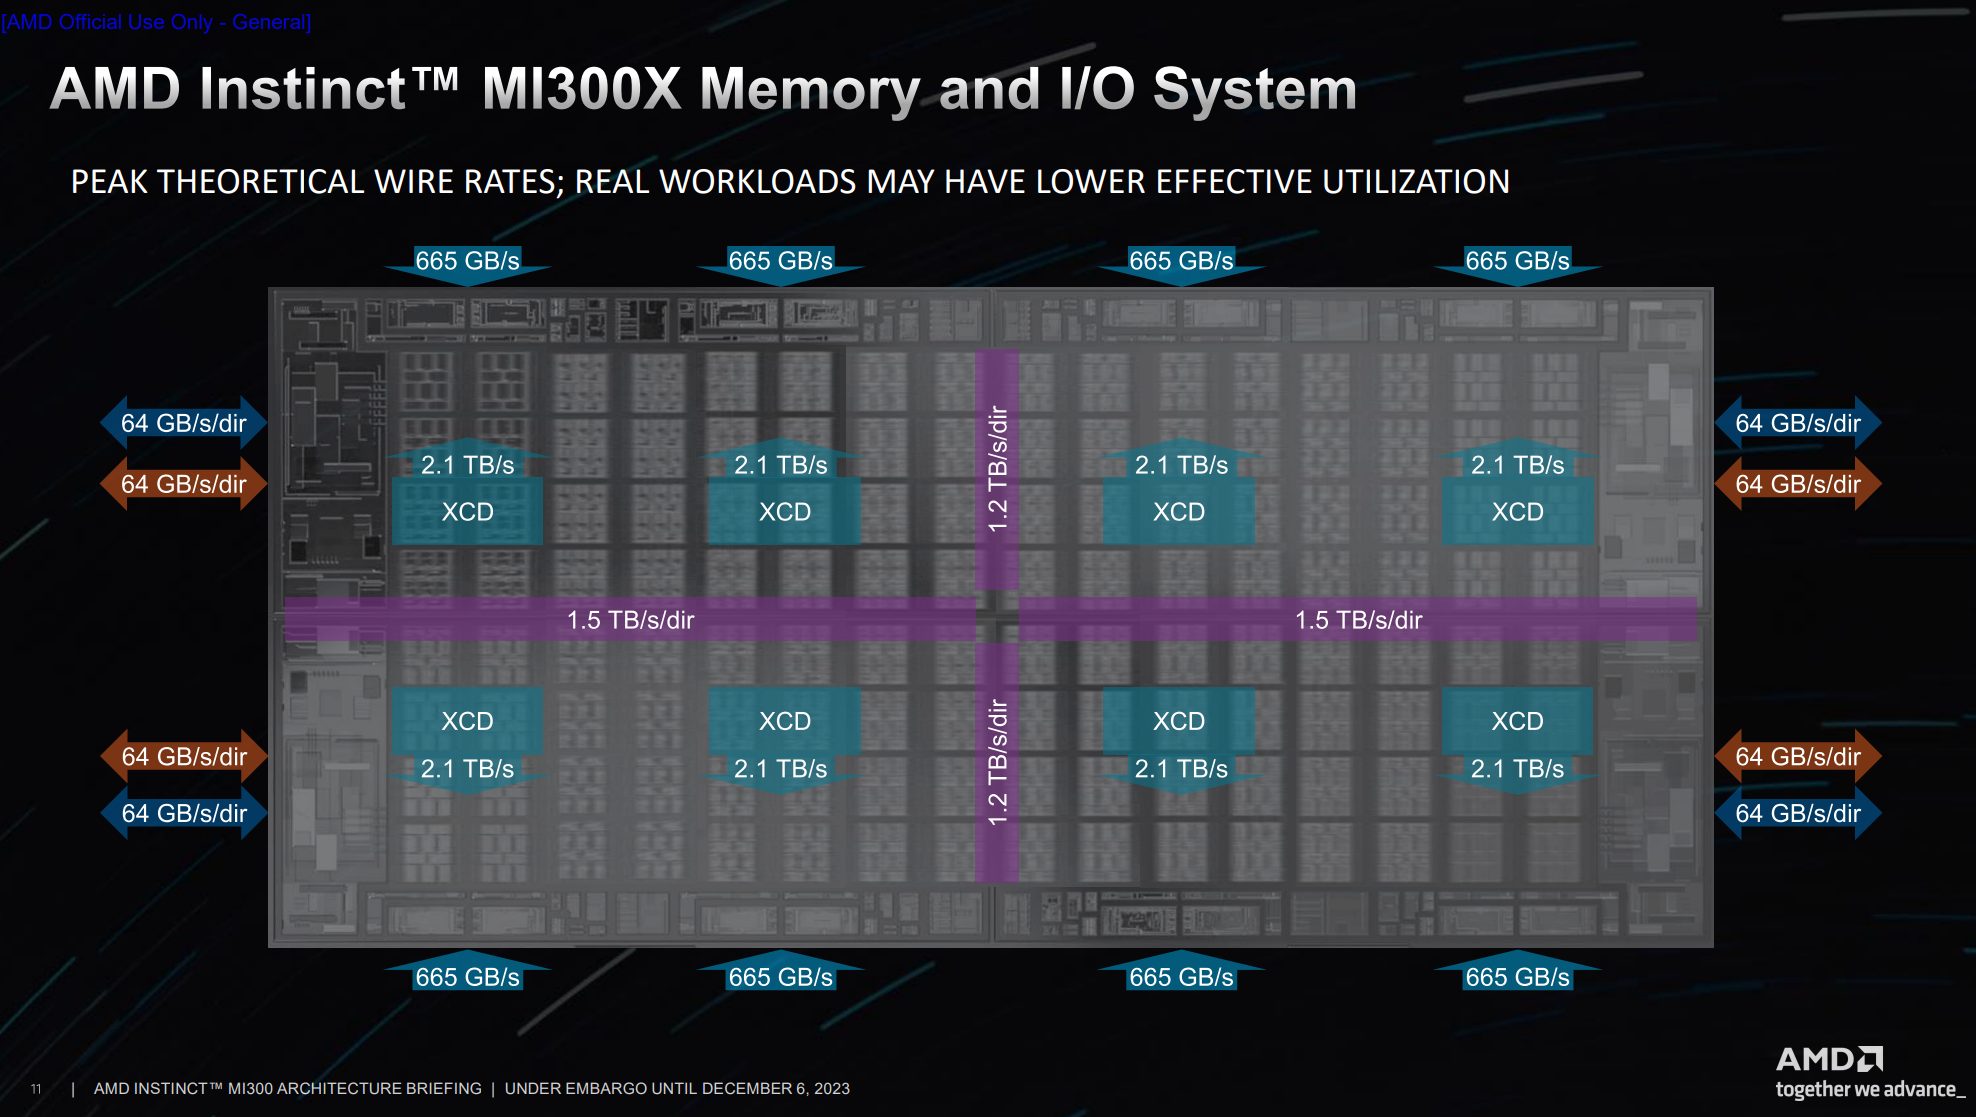 [AMD Official Use Only - General]
AMD Instinct™ MI300X Memory and I/O System
PEAK THEORETICAL WIRE RATES; REAL WORKLOADS MAY HAVE LOWER EFFECTIVE UTILIZATION
665 GB/s 665 GB/s 665 GB/s 665 GB/s
64 GB/s/dir 64 GB/s/dir
2.1 TB/s 2.1 TB/s 1.2 TB/s/dir 2.1 TB/s 2.1 TB/s
64 GB/s/dir 64 GB/s/dir
XCD XCD XCD XCD
1.5 TB/s/dir 1.5 TB/s/dir
XCD XCD XCD XCD
64 GB/s/dir 1.2 TB/s/dir 64 GB/s/dir
2.1 TB/s 2.1 TB/s 2.1 TB/s 2.1 TB/s
64 GB/s/dir 64 GB/s/dir
665 GB/s 665 GB/s 665 GB/s 665 GB/s
AMD
together we advance_
11 | AMD INSTINCT™ MI300 ARCHITECTURE BRIEFING | UNDER EMBARGO UNTIL DECEMBER 6, 2023